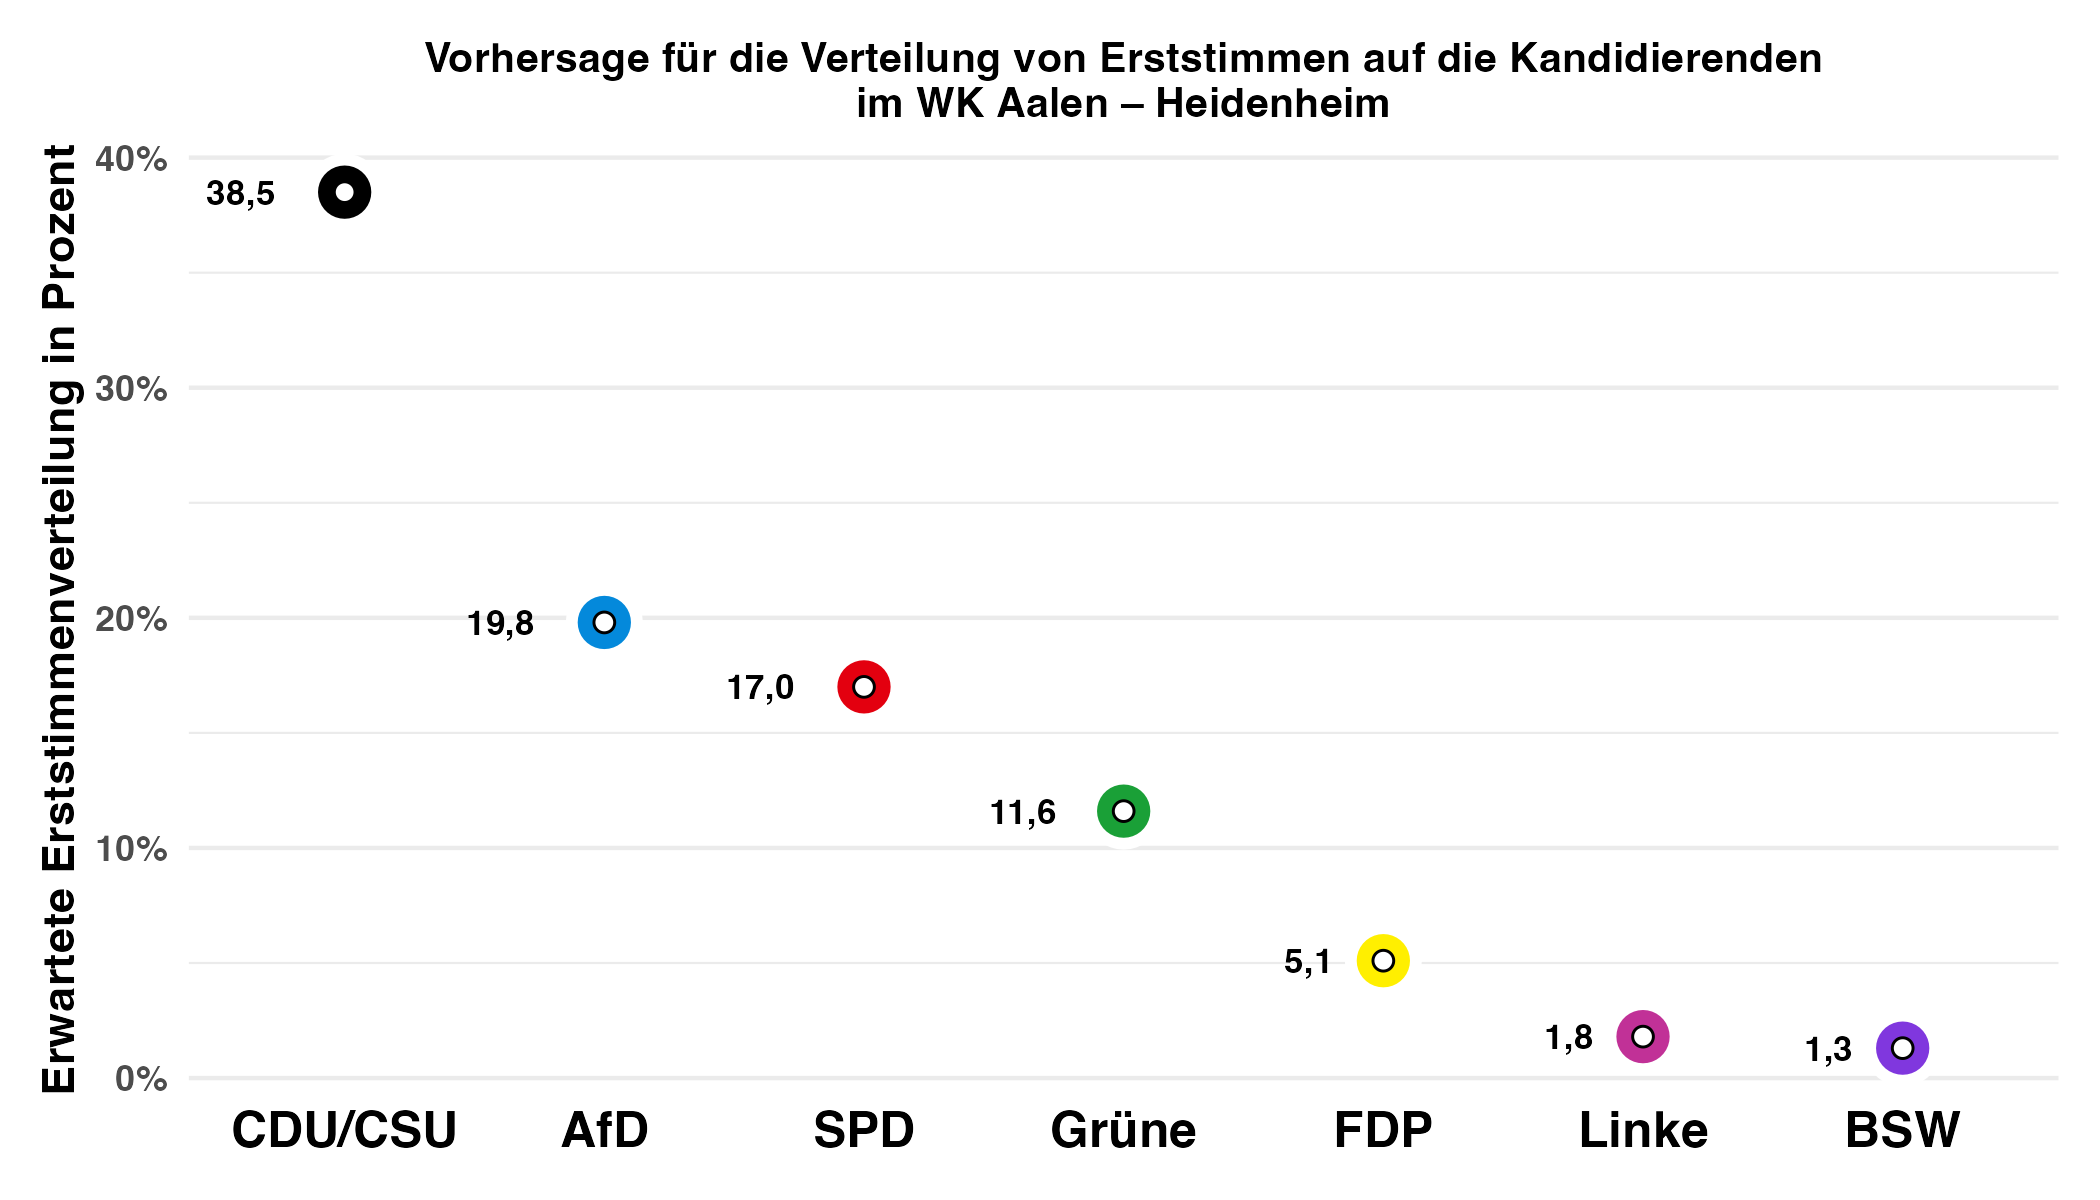 Vorhersage für die Verteilung von Erststimmen auf die Kandidierenden
im WK Aalen – Heidenheim
Erwartete Erststimmenverteilung in Prozent
40%
30%
20%
10%
0%
38,5
19,8
17,0
11,6
5,1
1,8
1,3
CDU/CSU
AfD
SPD
Grüne
FDP
Linke
BSW